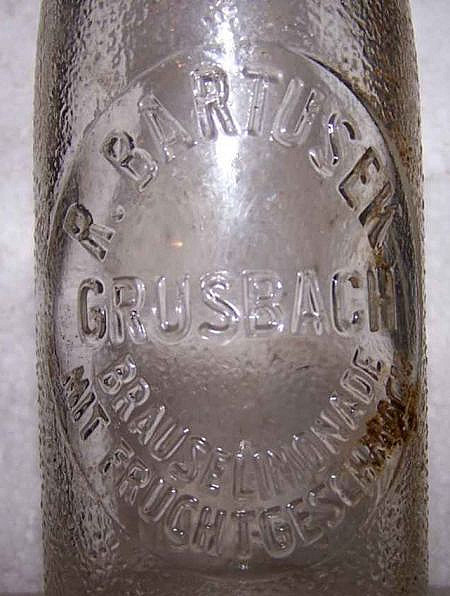 R. BARTUSEK
GRUSBACH
BRAUSELIMONADE
MIT FRUCHTGESCHMACK